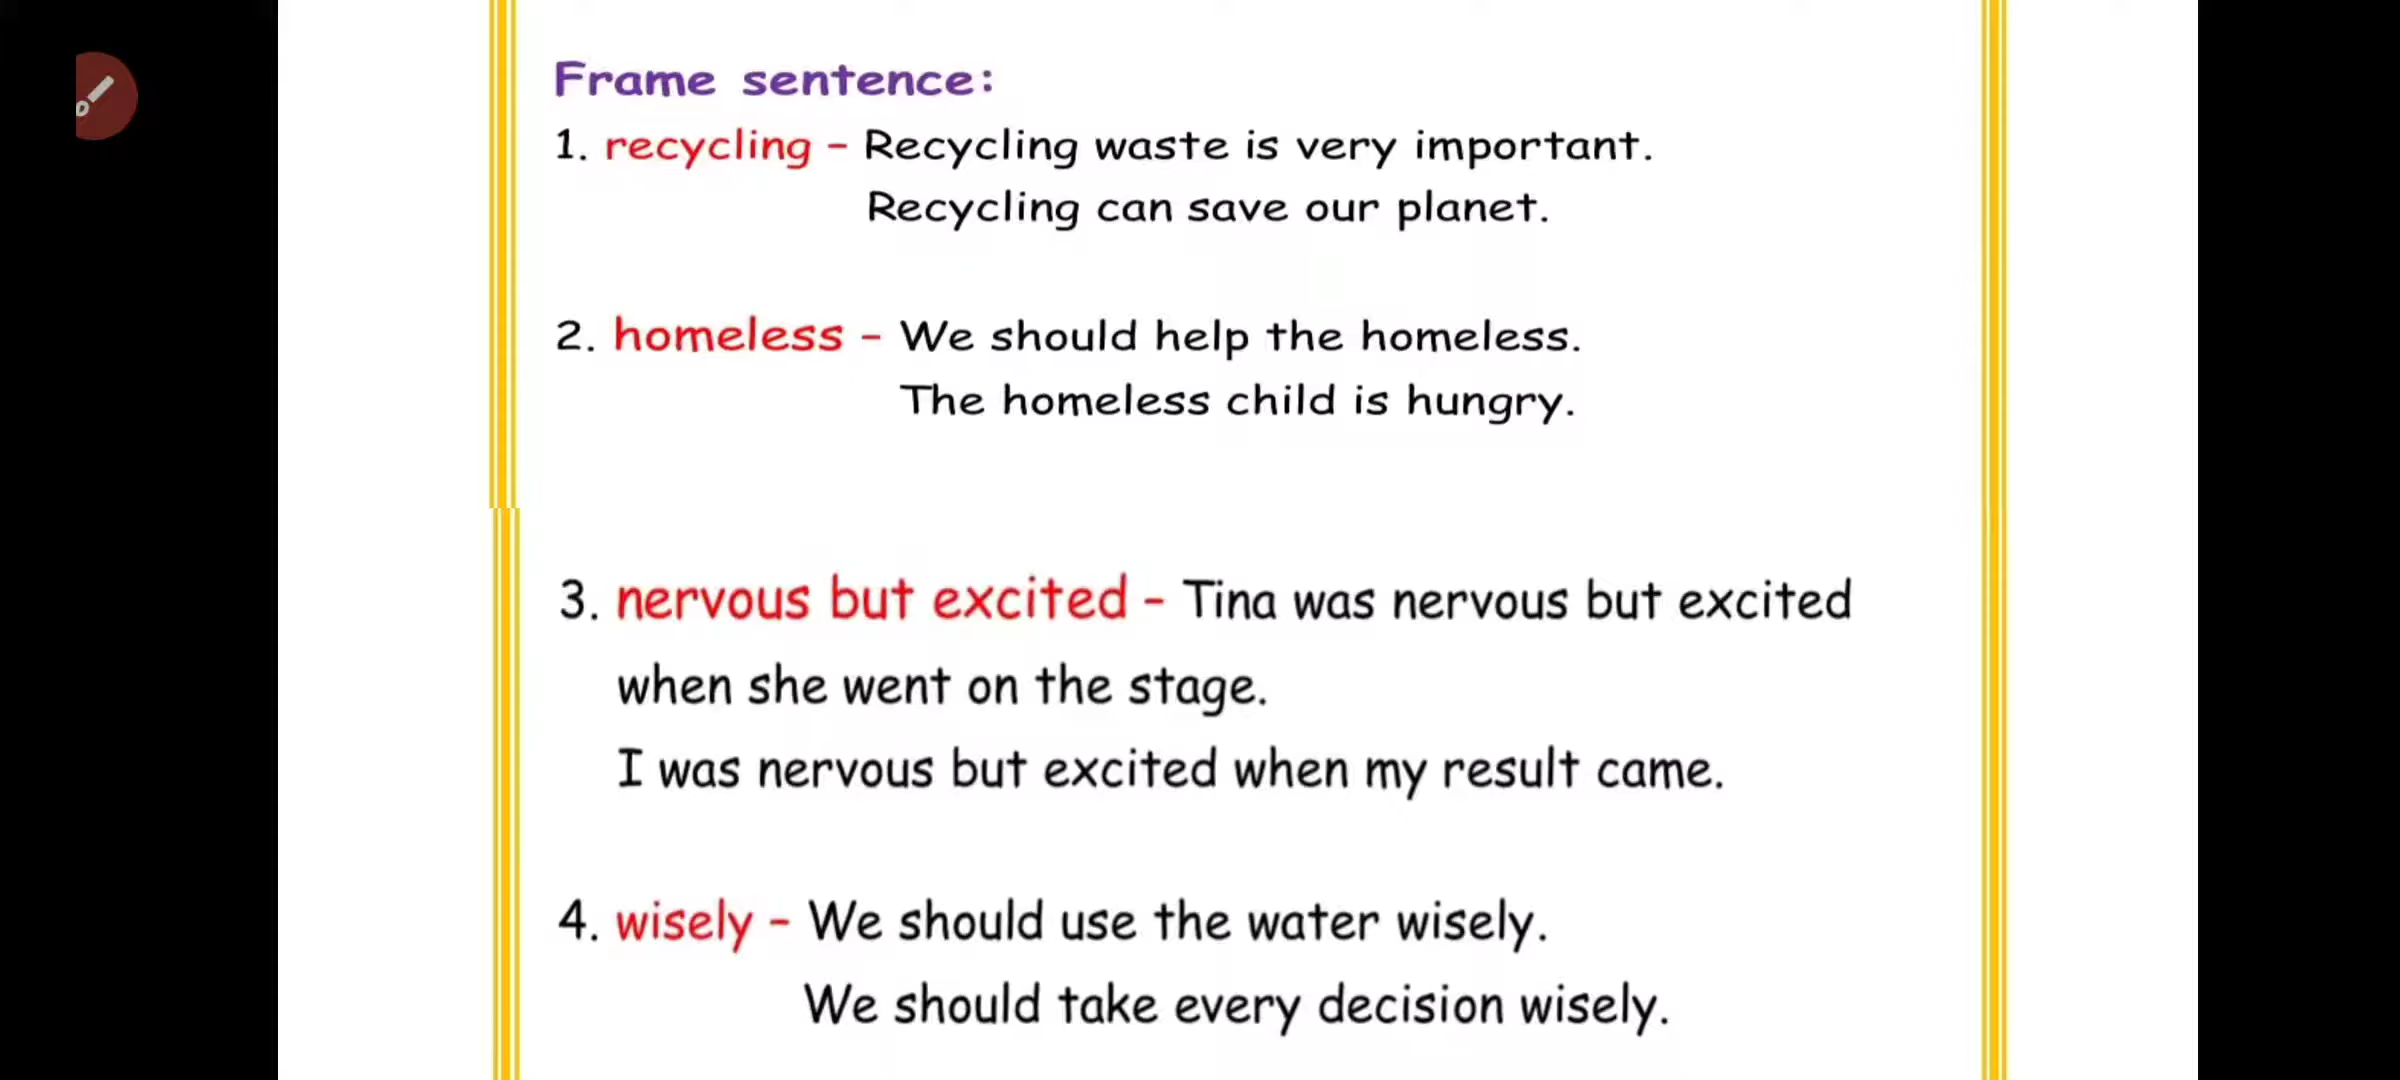 Frame sentence:
1. recycling - Recycling waste is very important.
Recycling can save our planet.
2. homeless - We should help the homeless.
The homeless child is hungry.
3. nervous but excited - Tina was nervous but excited
when she went on the stage.
I was nervous but excited when my result came.
4. wisely - We should use the water wisely.
We should take every decision wisely.